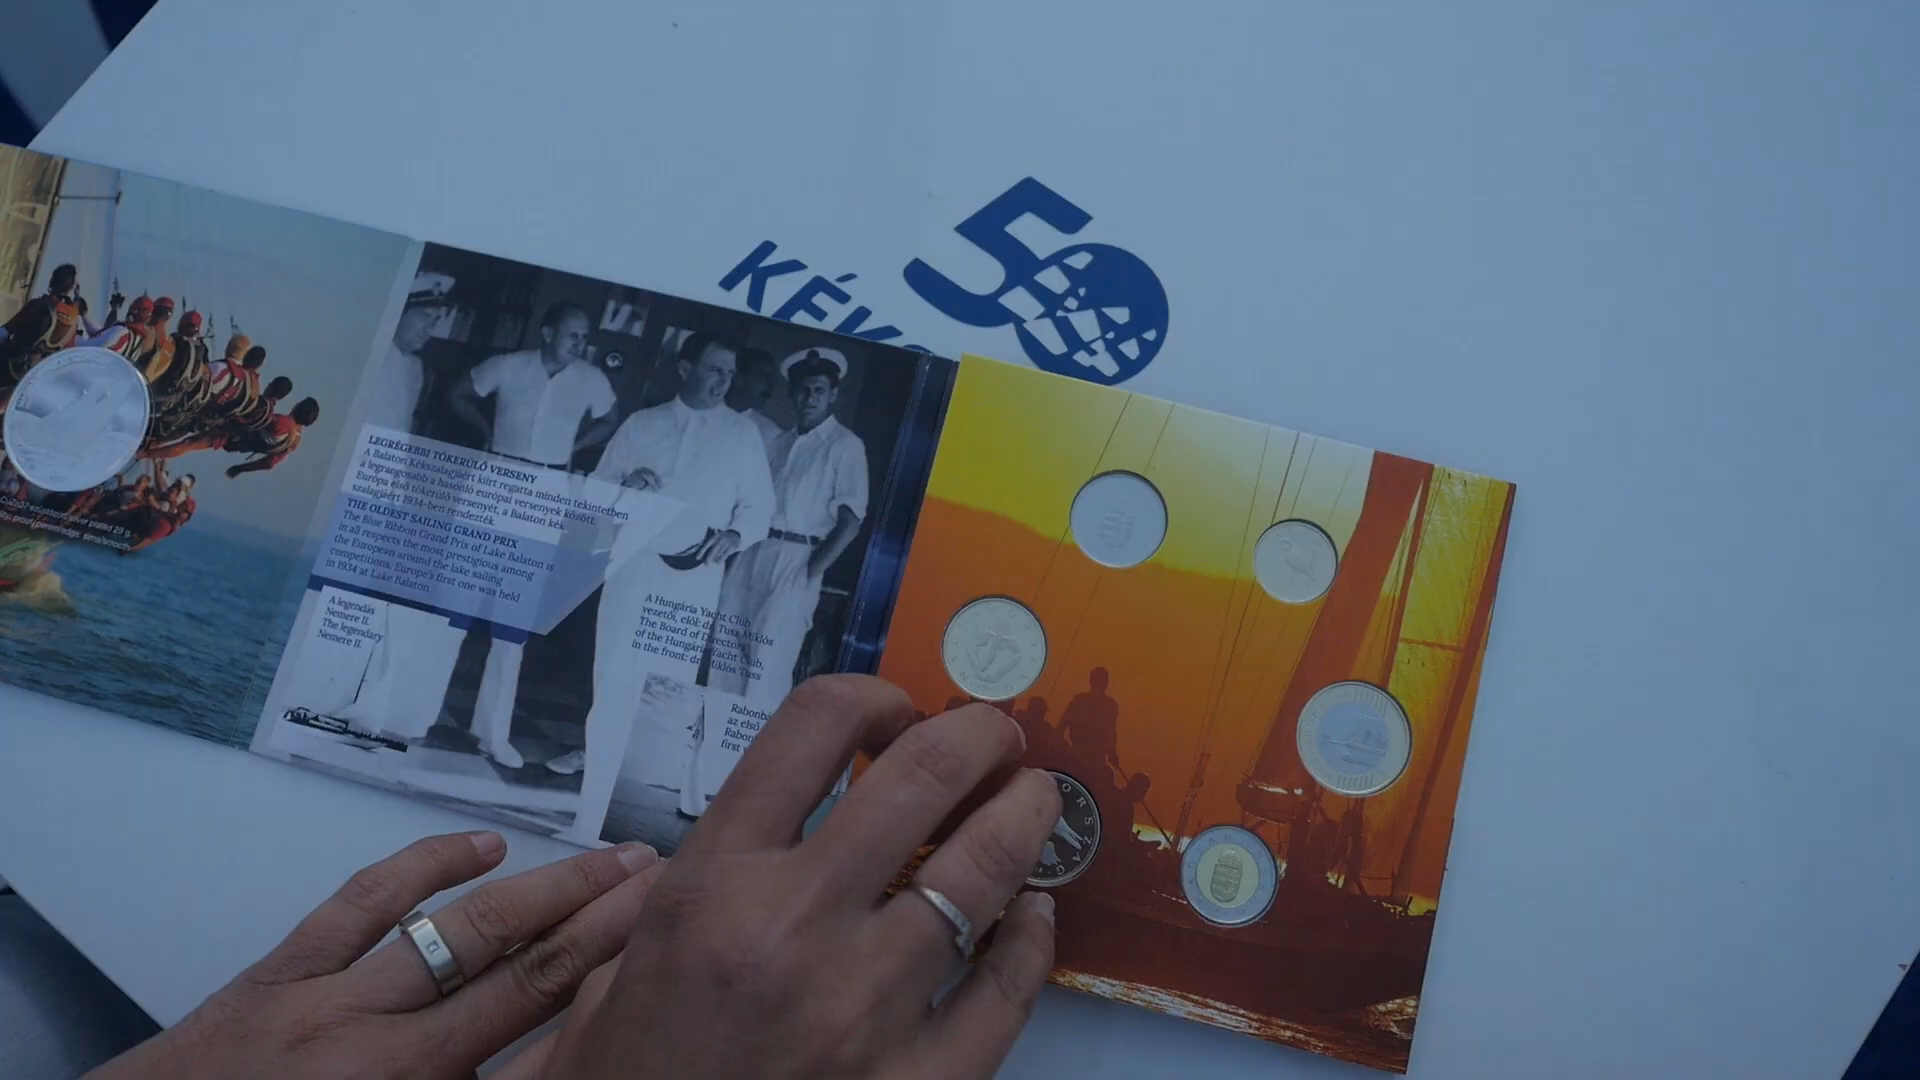 50
LEGRÉGEBBI TÓKERÜLŐ VERSENY
A Balaton Kékszalagjáért kiírt regatta minden tekintetben
a legrangosabb a hasonló európai versenyek között.
Európa első tókerülő versenyét, a Balaton kék
szalagjáért 1934-ben rendezték.
THE OLDEST SAILING GRAND PRIX
The Blue Ribbon Grand Prix of Lake Balaton is
in all respects the most prestigious among
the European around the lake sailing
competitions. Europe's first one was held
in 1934 at Lake Balaton
A legendás
Nemere II.
The legendary
Nemere II.
A Hungária Yacht Club
vezetői, elöl: dr. Tuss Miklós
The Board of Directors
of the Hungária Yacht Club,
in the front: dr. Miklós Tuss
az első
first